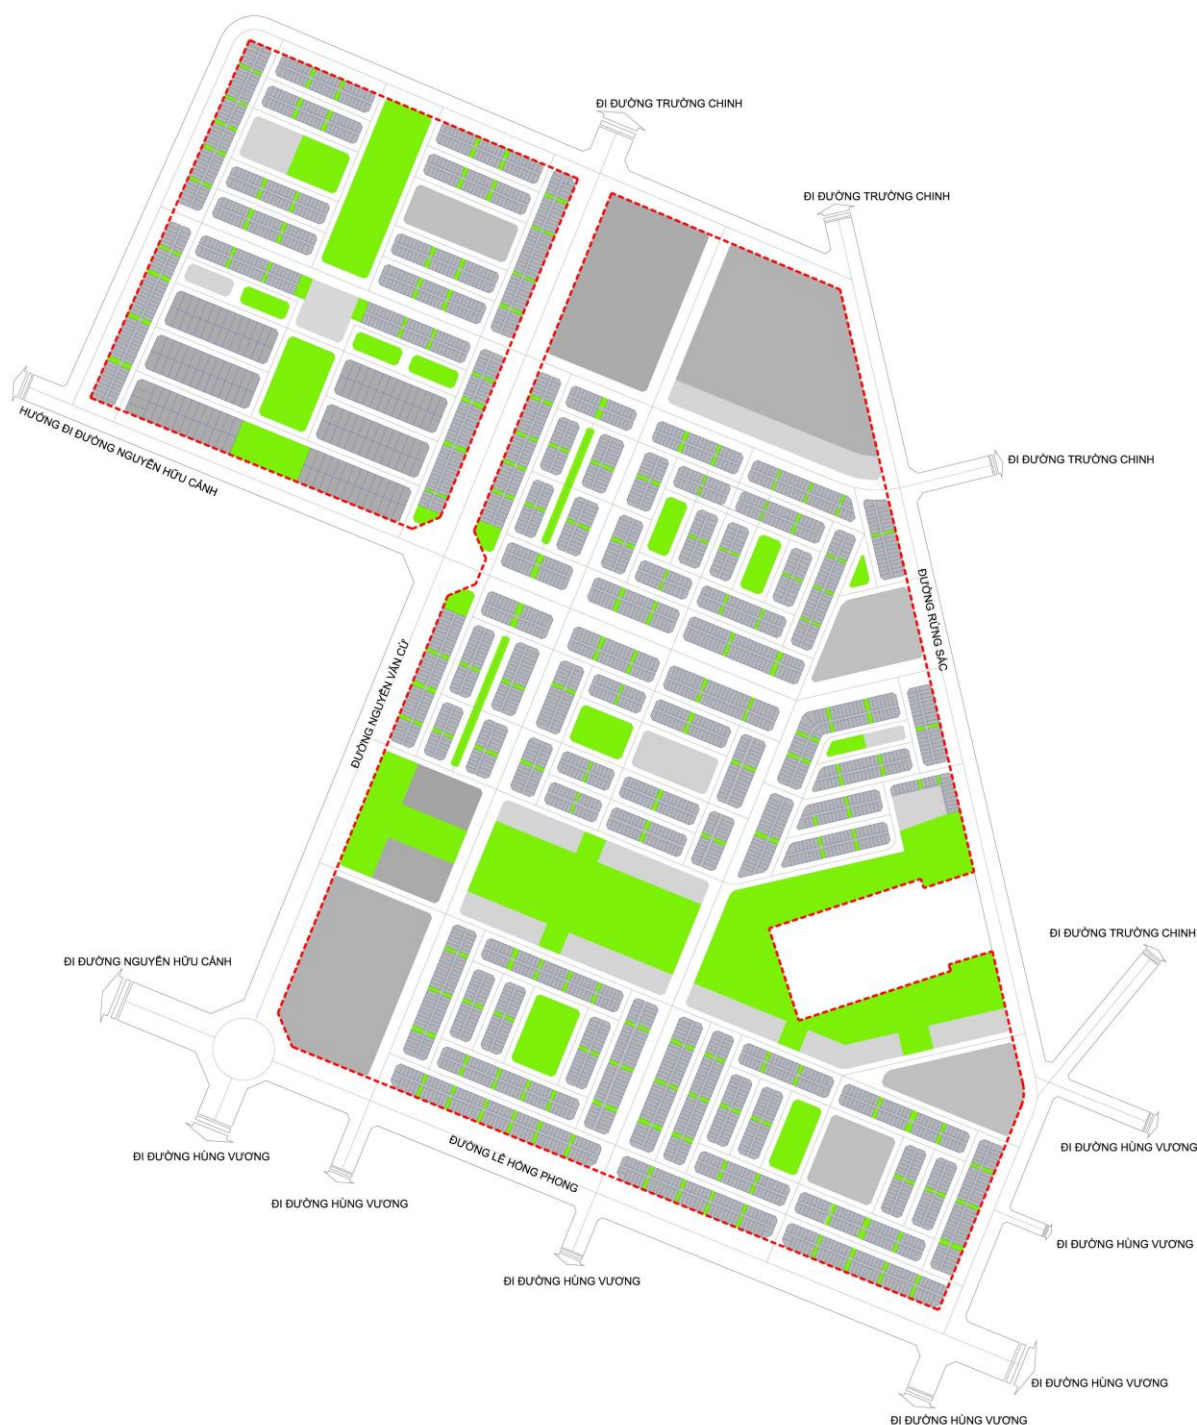 ĐI ĐƯỜNG TRƯỜNG CHINH
ĐI ĐƯỜNG TRƯỜNG CHINH
HƯỚNG ĐI ĐƯỜNG NGUYỄN HỮU CẢNH
ĐI ĐƯỜNG TRƯỜNG CHINH
ĐƯỜNG RỪNG SÁC
ĐƯỜNG NGUYỄN VĂN CỪ
ĐI ĐƯỜNG TRƯỜNG CHINH
ĐI ĐƯỜNG NGUYỄN HỮU CẢNH
ĐI ĐƯỜNG HÙNG VƯƠNG
ĐƯỜNG LÊ HỒNG PHONG
ĐI ĐƯỜNG HÙNG VƯƠNG
ĐI ĐƯỜNG HÙNG VƯƠNG
ĐI ĐƯỜNG HÙNG VƯƠNG
ĐI ĐƯỜNG HÙNG VƯƠNG
ĐI ĐƯỜNG HÙNG VƯƠNG
ĐI ĐƯỜNG HÙNG VƯƠNG